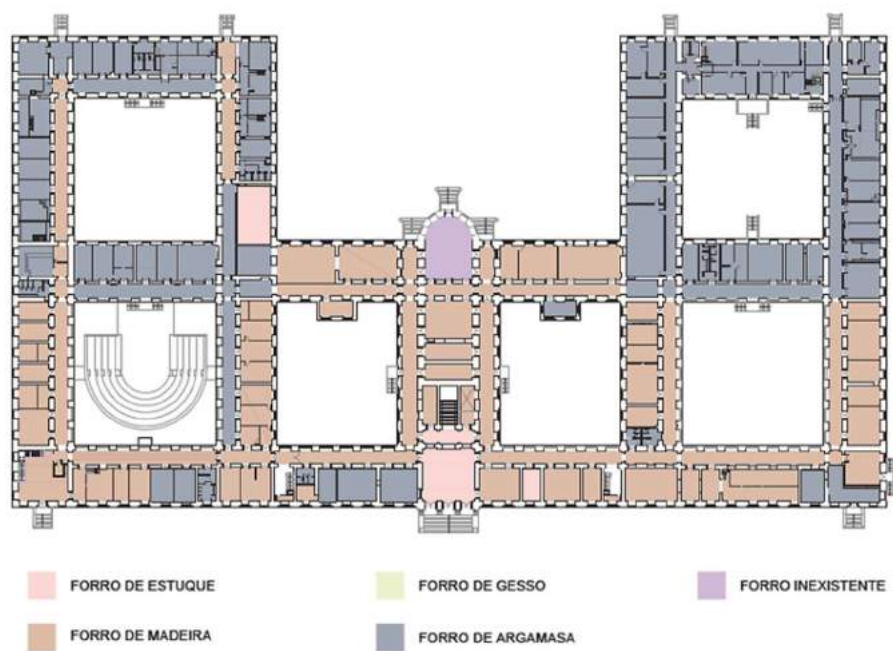 FORRO DE ESTUQUE
FORRO DE GESSO
FORRO INEXISTENTE
FORRO DE MADEIRA
FORRO DE ARGAMASA